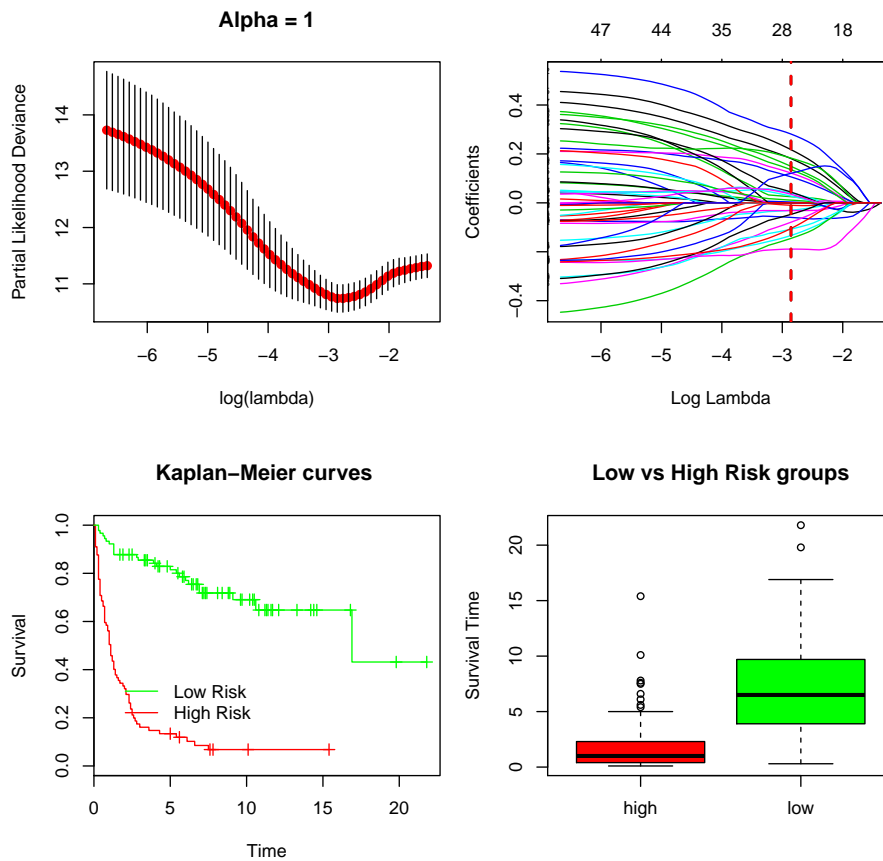 Alpha = 1
Partial Likelihood Deviance
14
13
12
11
−6 −5 −4 −3 −2
log(lambda)
47 44 35 28 18
Coefficients
0.4
0.2
0.0
−0.4
−6 −5 −4 −3 −2
Log Lambda
Kaplan−Meier curves
Survival
1.0
0.8
0.6
0.4
0.2
0.0
Low Risk
High Risk
0 5 10 15 20
Time
Low vs High Risk groups
Survival Time
20
15
10
5
0
high low